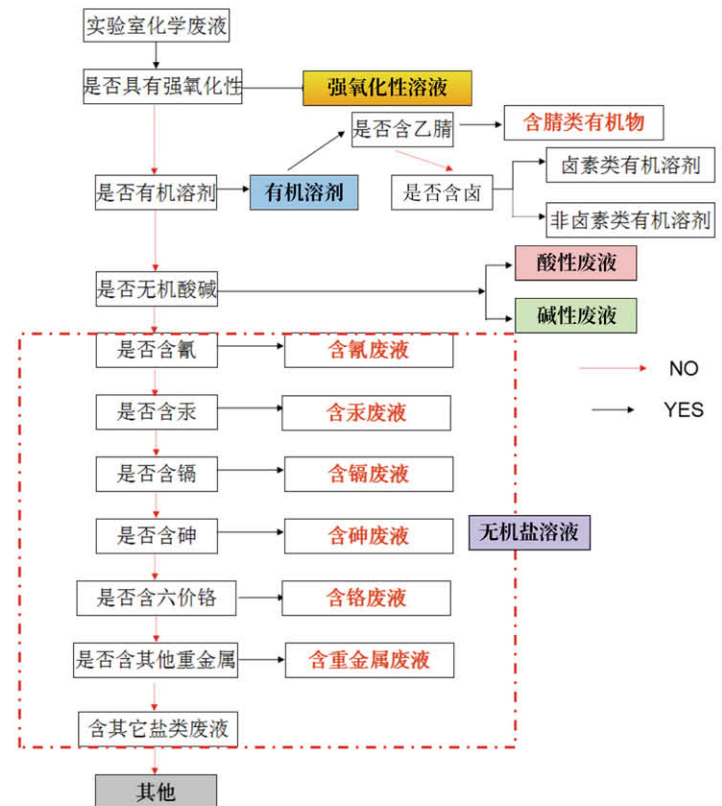 实验室化学废液
是否具有强氧化性
强氧化性溶液
是否含乙腈
含腈类有机物
是否有机溶剂
有机溶剂
是否含卤
卤素类有机溶剂
非卤素类有机溶剂
是否无机酸碱
酸性废液
碱性废液
是否含氰
含氰废液
NO
是否含汞
含汞废液
YES
是否含镉
含镉废液
是否含砷
含砷废液
无机盐溶液
是否含六价铬
含铬废液
是否含其他重金属
含重金属废液
含其它盐类废液
其他